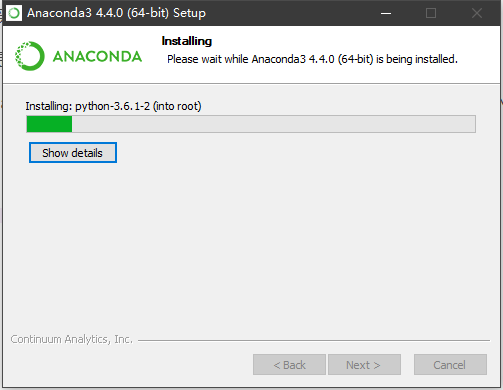 Anaconda3 4.4.0 (64-bit) Setup
ANACONDA
Installing
Please wait while Anaconda3 4.4.0 (64-bit) is being installed.
Installing: python-3.6.1-2 (into root)
Show details
Continuum Analytics, Inc.
< Back
Next >
Cancel